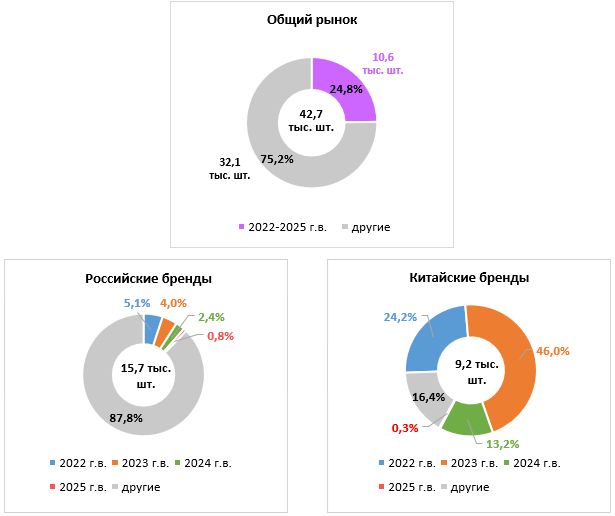 Общий рынок
10,6
тыс. шт.
24,8%
42,7
тыс. шт.
75,2%
32,1
тыс. шт.
2022-2025 г.в. другие
Российские бренды
5,1% 4,0%
2,4%
0,8%
15,7 тыс.
шт.
87,8%
2022 г.в. 2023 г.в. 2024 г.в.
2025 г.в. другие
Китайские бренды
24,2%
46,0%
9,2 тыс.
шт.
16,4%
0,3%
13,2%
2022 г.в. 2023 г.в. 2024 г.в.
2025 г.в. другие